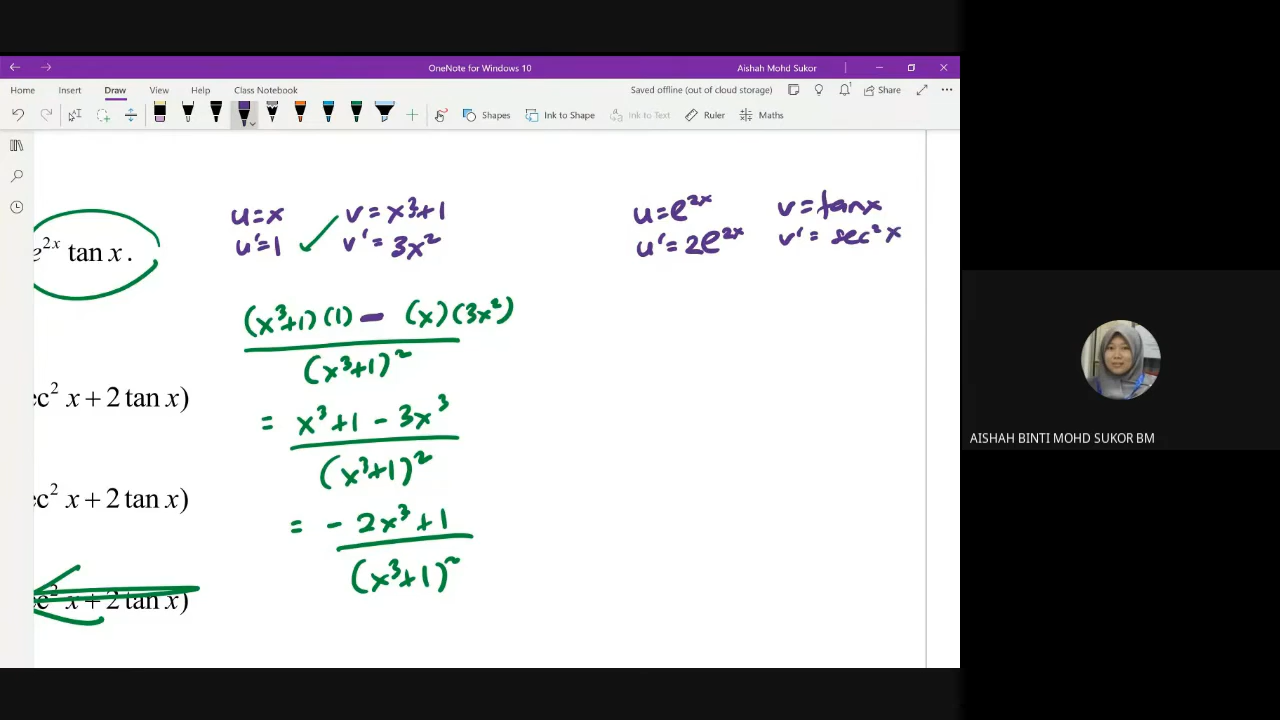 OneNote for Windows 10
Aishah Mohd Sukor
Home Insert Draw View Help Class Notebook
Saved offline (out of cloud storage)
Share
Shapes Ink to Shape Ink to Text Ruler Maths
u=x v=x³+1
u'=1 v'=3x²
u=e^2x v=tanx
u'=2e^2x v'=sec²x
e^2x tan x.
(x³+1)(1) - (x)(3x²)
(x³+1)²
ec² x + 2 tan x)
= x³+1 - 3x³
(x³+1)²
ec² x + 2 tan x)
= - 2x³+1
(x³+1)²
ec² x + 2 tan x)
AISHAH BINTI MOHD SUKOR BM